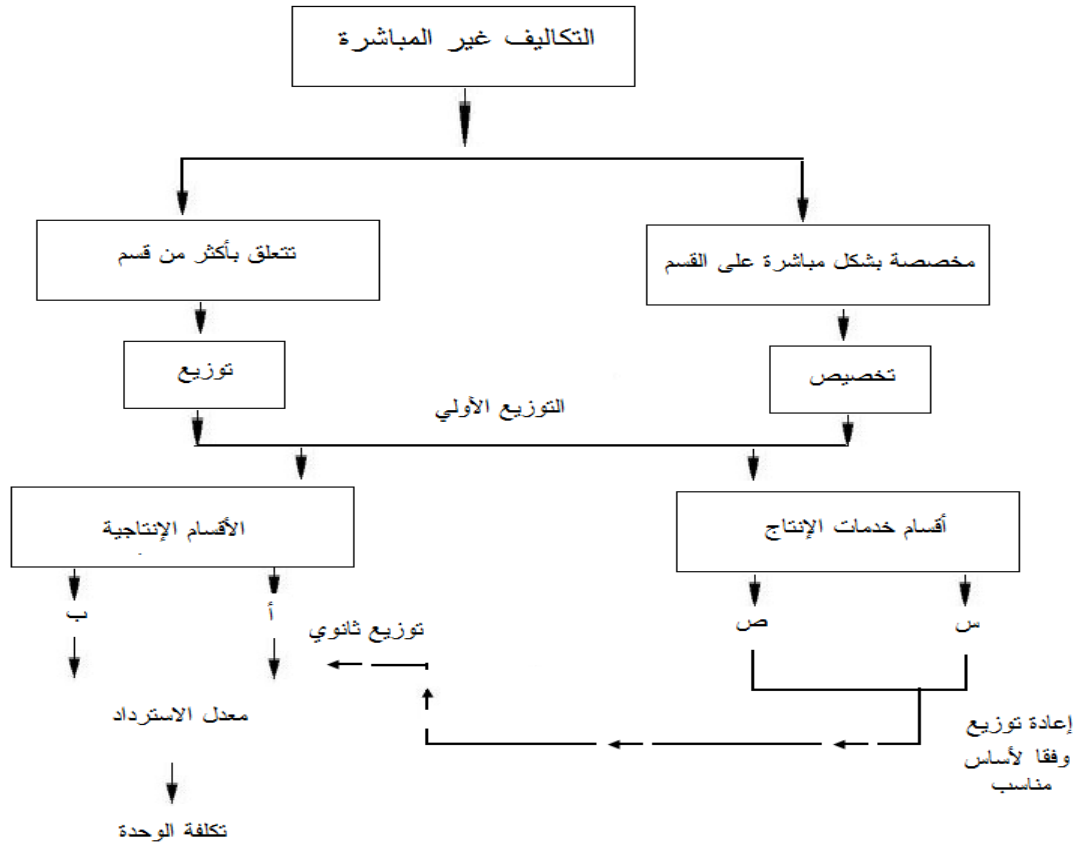 التكاليف غير المباشرة
مخصصة بشكل مباشرة على القسم
تتعلق بأكثر من قسم
تخصيص
توزيع
التوزيع الأولي
أقسام خدمات الإنتاج
الأقسام الإنتاجية
س
ص
أ
ب
توزيع ثانوي
إعادة توزيع
وفقا لأساس
مناسب
معدل الاسترداد
تكلفة الوحدة